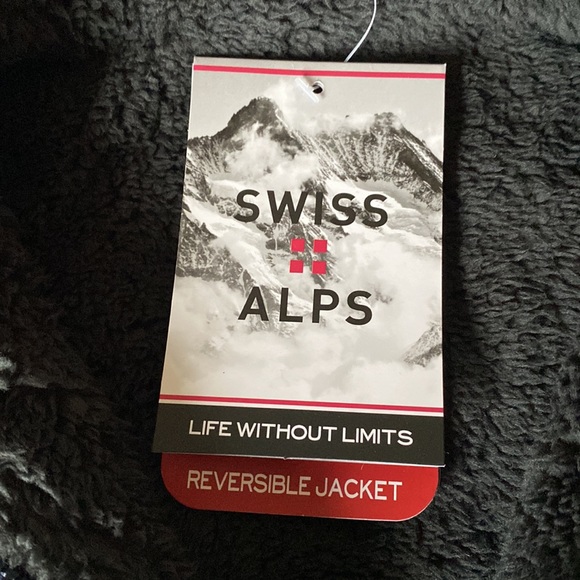 SWISS
ALPS
LIFE WITHOUT LIMITS
REVERSIBLE JACKET